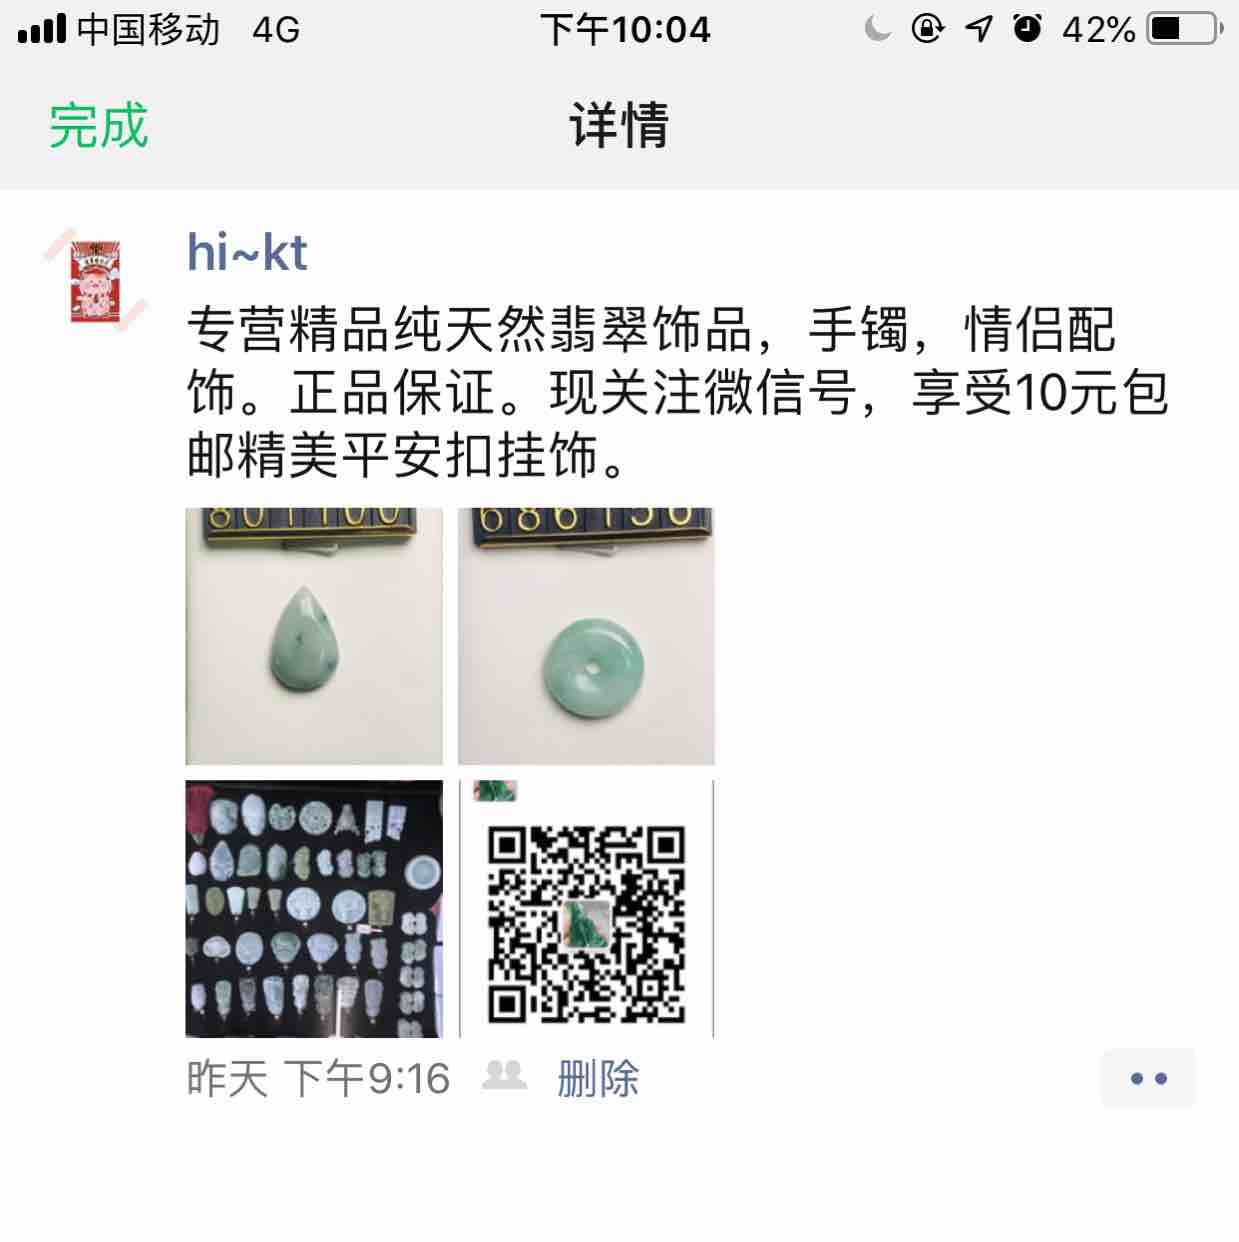 中国移动 4G 下午10:04 42%
完成 详情
hi~kt
专营精品纯天然翡翠饰品，手镯，情侣配
饰。正品保证。现关注微信号，享受10元包
邮精美平安扣挂饰。
801100 686150
昨天 下午9:16 删除